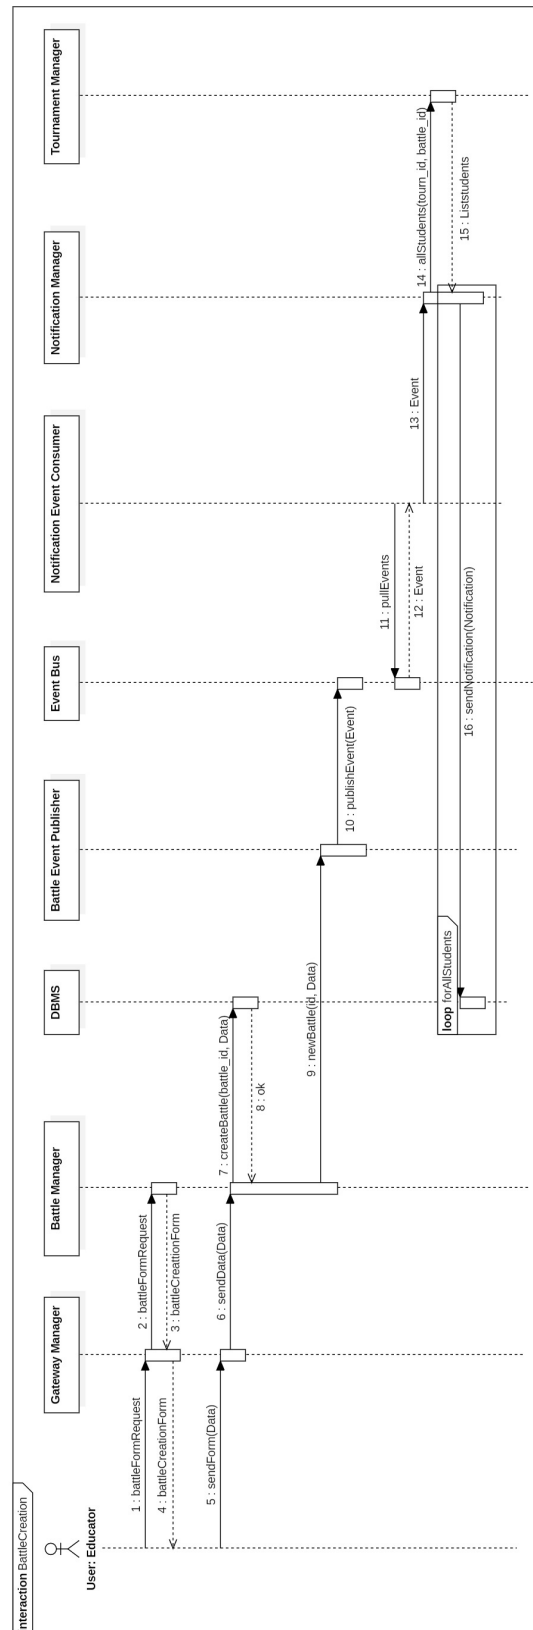 nteraction BattleCreation
User: Educator
Gateway Manager
Battle Manager
DBMS
Battle Event Publisher
Event Bus
Notification Event Consumer
Notification Manager
Tournament Manager
1 : battleFormRequest
2 : battleFormRequest
3 : battleCreattionForm
4 : battleCreationForm
5 : sendForm(Data)
6 : sendData(Data)
7 : createBattle(battle_id, Data)
8 : ok
9 : newBattle(id, Data)
10 : publishEvent(Event)
11 : pullEvents
12 : Event
13 : Event
14 : allStudents(tourn_id, battle_id)
15 : Liststudents
loop forAllStudents
16 : sendNotification(Notification)